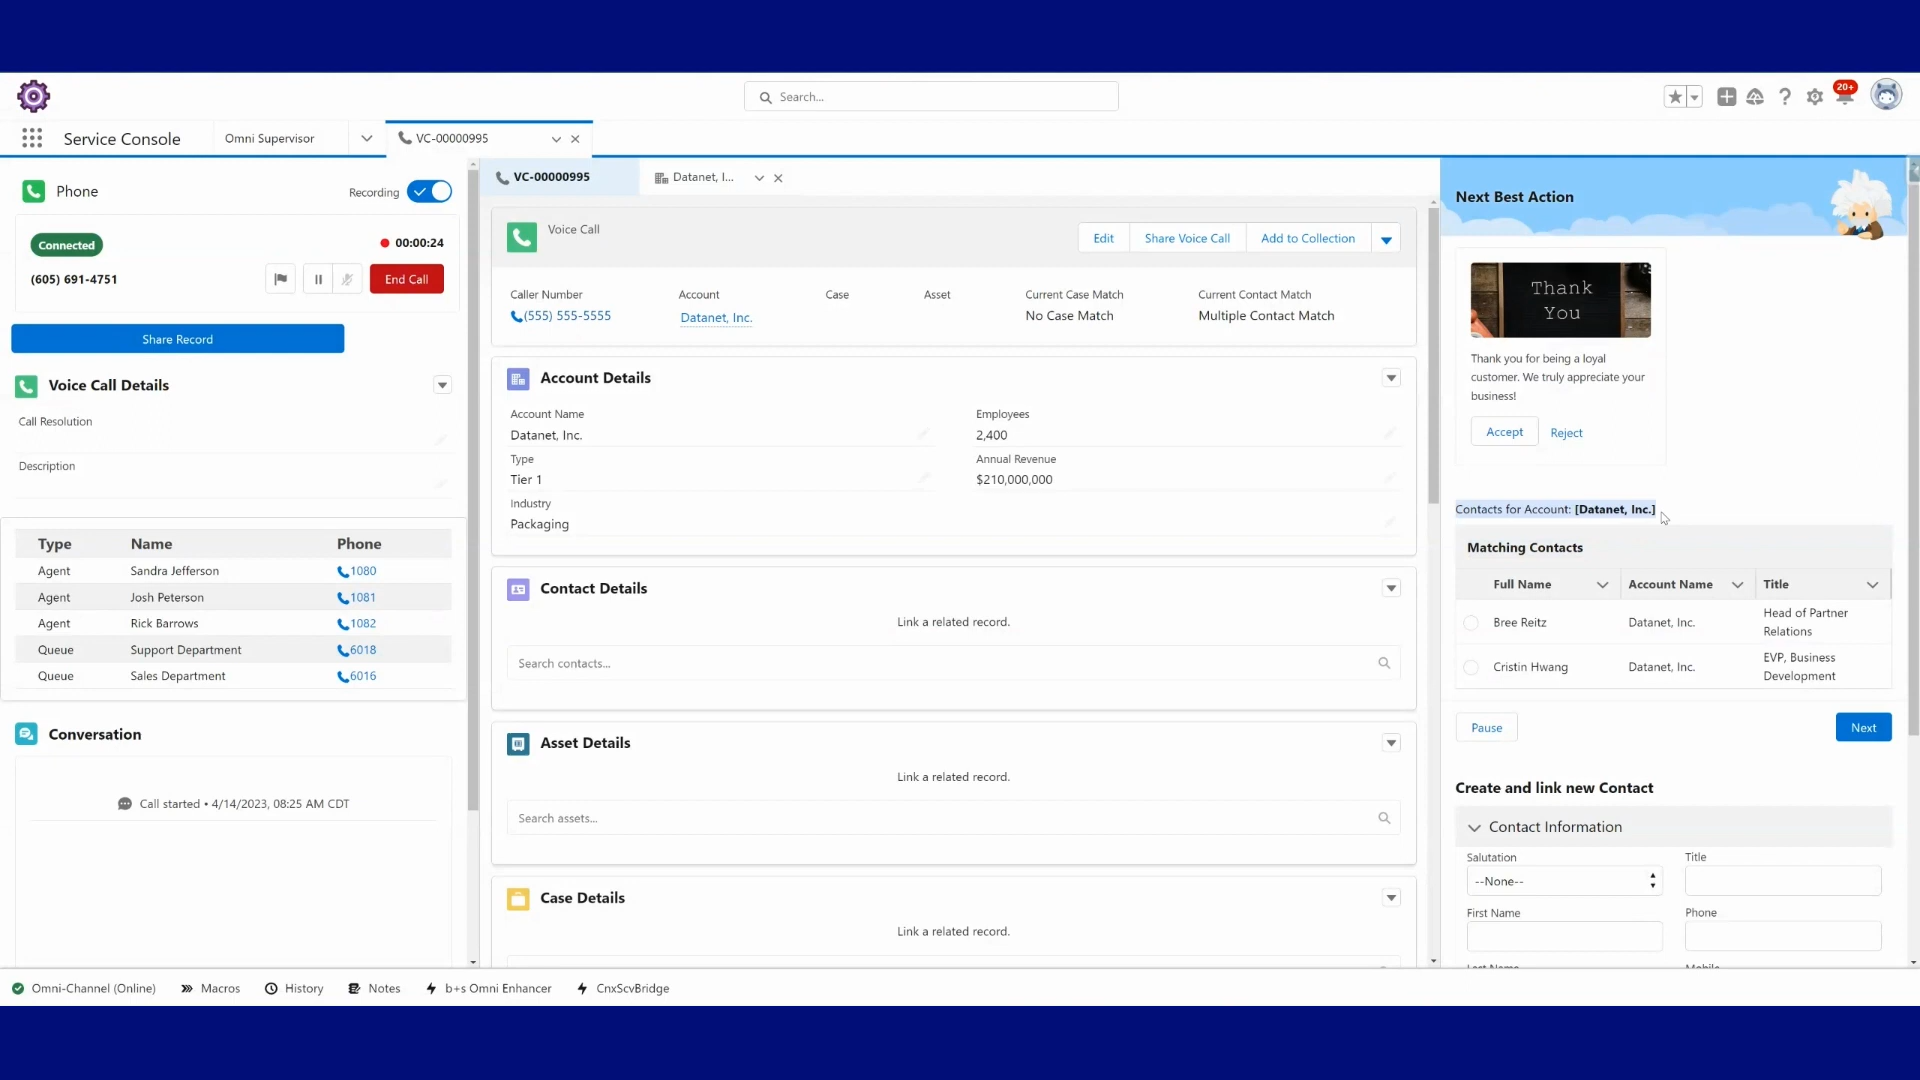 Search...
20+
Service Console
Omni Supervisor
VC-00000995
Phone
Recording
Connected
00:00:24
(605) 691-4751
End Call
Share Record
Voice Call Details
Call Resolution
Description
Type Name Phone
Agent Sandra Jefferson 1080
Agent Josh Peterson 1081
Agent Rick Barrows 1082
Queue Support Department 6018
Queue Sales Department 6016
Conversation
Call started • 4/14/2023, 08:25 AM CDT
VC-00000995
Datanet, I...
Voice Call
Edit
Share Voice Call
Add to Collection
Caller Number Account Case Asset Current Case Match Current Contact Match
(555) 555-5555 Datanet, Inc. No Case Match Multiple Contact Match
Account Details
Account Name Employees
Datanet, Inc. 2,400
Type Annual Revenue
Tier 1 $210,000,000
Industry
Packaging
Contact Details
Link a related record.
Search contacts...
Asset Details
Link a related record.
Search assets...
Case Details
Link a related record.
Next Best Action
Thank
You
Thank you for being a loyal
customer. We truly appreciate your
business!
Accept
Reject
Contacts for Account: [Datanet, Inc.]
Matching Contacts
Full Name Account Name Title
Bree Reitz Datanet, Inc. Head of Partner
Relations
Cristin Hwang Datanet, Inc. EVP, Business
Development
Pause
Next
Create and link new Contact
Contact Information
Salutation Title
--None--
First Name Phone
Last Name Mobile
Omni-Channel (Online)
Macros
History
Notes
b+s Omni Enhancer
CnxScvBridge